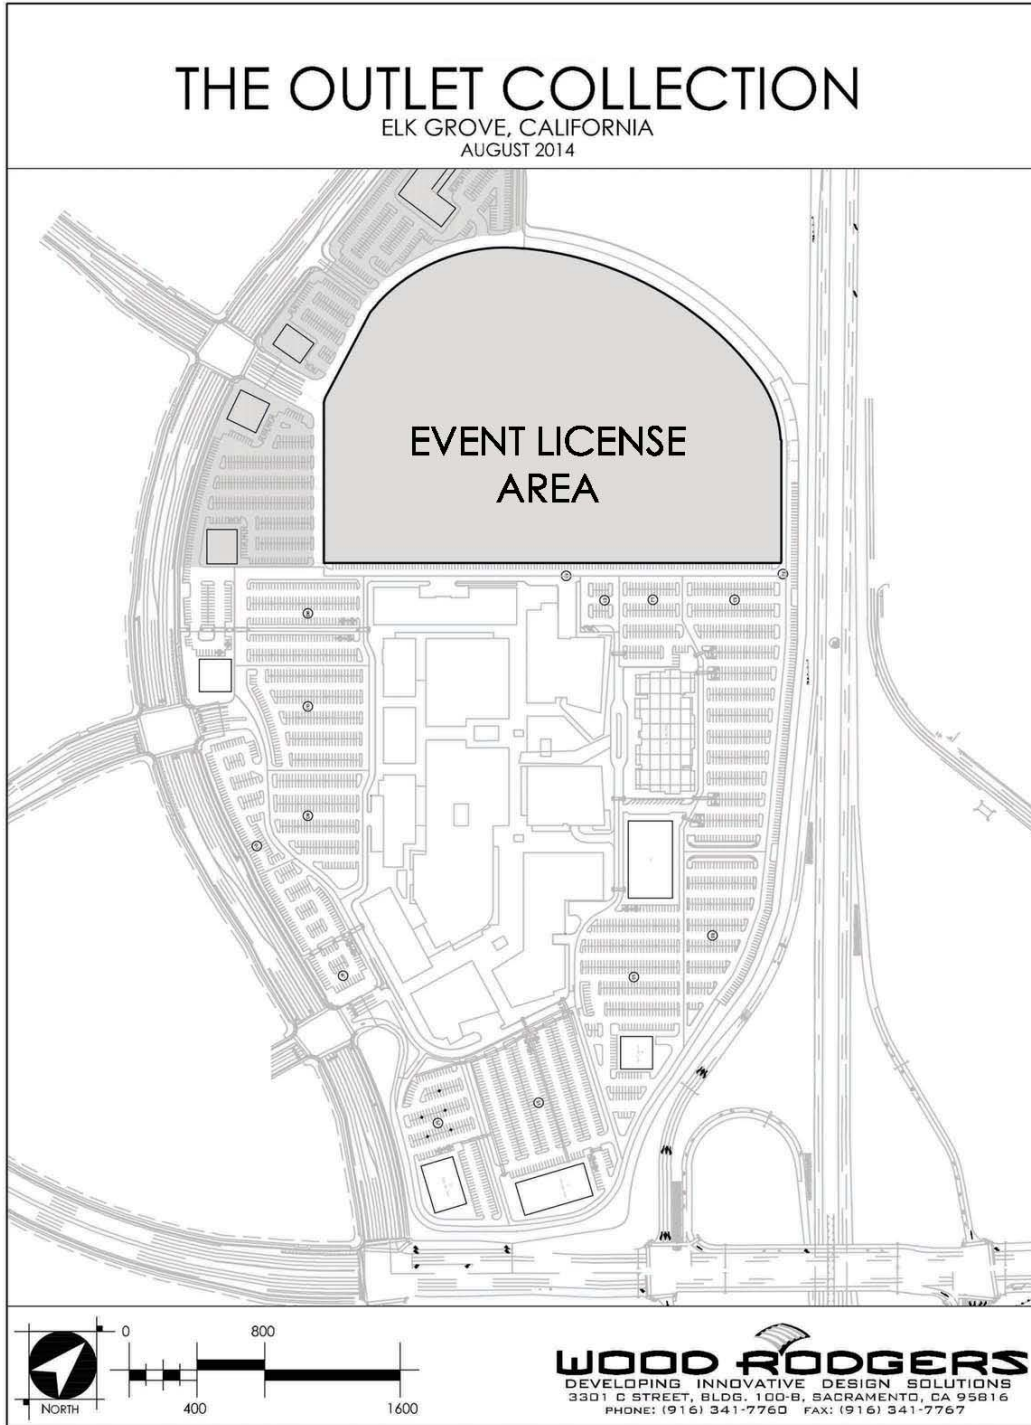 THE OUTLET COLLECTION
ELK GROVE, CALIFORNIA
AUGUST 2014
EVENT LICENSE
AREA
0 800
400 1600
NORTH
WOOD RODGERS
DEVELOPING INNOVATIVE DESIGN SOLUTIONS
3301 C STREET, BLDG. 100-B, SACRAMENTO, CA 95816
PHONE: (916) 341-7760 FAX: (916) 341-7767